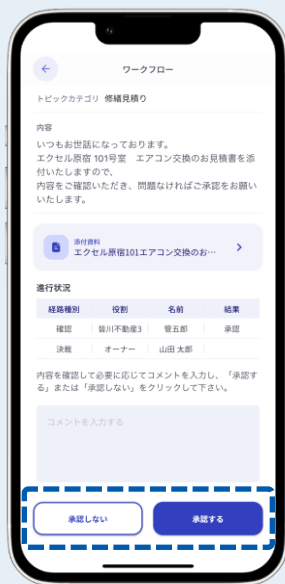 ワークフロー
トピックカテゴリ 修繕見積り
内容
いつもお世話になっております。
エクセル原宿 101号室　エアコン交換のお見積書を添
付いたしますので、
内容をご確認いただき、問題なければご承認をお願い
いたします。
添付資料
エクセル原宿101エアコン交換のお…
進行状況
経路種別 役割 名前 結果
確認 皆川不動産3 管五郎 承認
決裁 オーナー 山田 太郎
内容を確認して必要に応じてコメントを入力し、「承認す
る」または「承認しない」をクリックして下さい。
コメントを入力する
承認しない 承認する